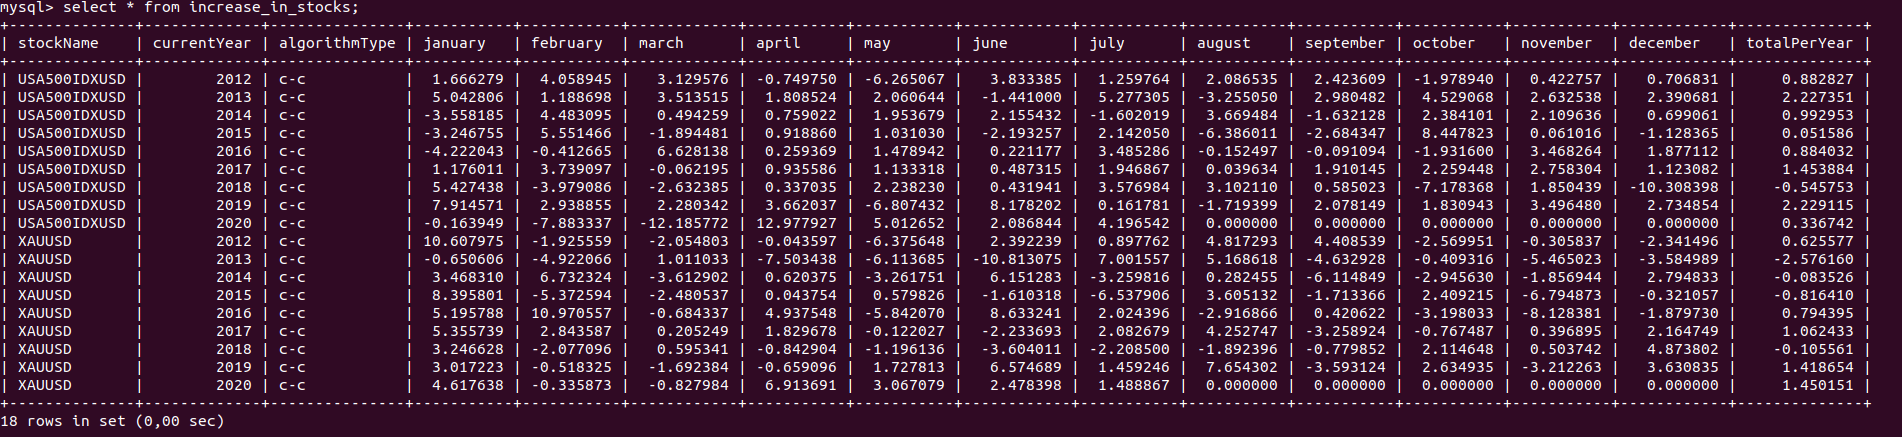 mysql> select * from increase_in_stocks;
+--------------+-------------+---------------+-----------+-----------+------------+-----------+-----------+------------+-----------+-----------+-----------+-----------+-----------+------------+--------------+
| stockName    | currentYear | algorithmType | january   | february  | march      | april     | may       | june       | july      | august    | september | october   | november  | december   | totalPerYear |
+--------------+-------------+---------------+-----------+-----------+------------+-----------+-----------+------------+-----------+-----------+-----------+-----------+-----------+------------+--------------+
| USA500IDXUSD |        2012 | c-c           |  1.666279 |  4.058945 |   3.129576 | -0.749750 | -6.265067 |   3.833385 |  1.259764 |  2.086535 |  2.423609 | -1.978940 |  0.422757 |   0.706831 |     0.882827 |
| USA500IDXUSD |        2013 | c-c           |  5.042806 |  1.188698 |   3.513515 |  1.808524 |  2.060644 |  -1.441000 |  5.277305 | -3.255050 |  2.980482 |  4.529068 |  2.632538 |   2.390681 |     2.227351 |
| USA500IDXUSD |        2014 | c-c           | -3.558185 |  4.483095 |   0.494259 |  0.759022 |  1.953679 |   2.155432 | -1.602019 |  3.669484 | -1.632128 |  2.384101 |  2.109636 |   0.699061 |     0.992953 |
| USA500IDXUSD |        2015 | c-c           | -3.246755 |  5.551466 |  -1.894481 |  0.918860 |  1.031030 |  -2.193257 |  2.142050 | -6.386011 | -2.684347 |  8.447823 |  0.061016 |  -1.128365 |     0.051586 |
| USA500IDXUSD |        2016 | c-c           | -4.222043 | -0.412665 |   6.628138 |  0.259369 |  1.478942 |   0.221177 |  3.485286 | -0.152497 | -0.091094 | -1.931600 |  3.468264 |   1.877112 |     0.884032 |
| USA500IDXUSD |        2017 | c-c           |  1.176011 |  3.739097 |  -0.062195 |  0.935586 |  1.133318 |   0.487315 |  1.946867 |  0.039634 |  1.910145 |  2.259448 |  2.758304 |   1.123082 |     1.453884 |
| USA500IDXUSD |        2018 | c-c           |  5.427438 | -3.979086 |  -2.632385 |  0.337035 |  2.238230 |   0.431941 |  3.576984 |  3.102110 |  0.585023 | -7.178368 |  1.850439 | -10.308398 |    -0.545753 |
| USA500IDXUSD |        2019 | c-c           |  7.914571 |  2.938855 |   2.280342 |  3.662037 | -6.807432 |   8.178202 |  0.161781 | -1.719399 |  2.078149 |  1.830943 |  3.496480 |   2.734854 |     2.229115 |
| USA500IDXUSD |        2020 | c-c           | -0.163949 | -7.883337 | -12.185772 | 12.977927 |  5.012652 |   2.086844 |  4.196542 |  0.000000 |  0.000000 |  0.000000 |  0.000000 |   0.000000 |     0.336742 |
| XAUUSD       |        2012 | c-c           | 10.607975 | -1.925559 |  -2.054803 | -0.043597 | -6.375648 |   2.392239 |  0.897762 |  4.817293 |  4.408539 | -2.569951 | -0.305837 |  -2.341496 |     0.625577 |
| XAUUSD       |        2013 | c-c           | -0.650606 | -4.922066 |   1.011033 | -7.503438 | -6.113685 | -10.813075 |  7.001557 |  5.168618 | -4.632928 | -0.409316 | -5.465023 |  -3.584989 |    -2.576160 |
| XAUUSD       |        2014 | c-c           |  3.468310 |  6.732324 |  -3.612902 |  0.620375 | -3.261751 |   6.151283 | -3.259816 |  0.282455 | -6.114849 | -2.945630 | -1.856944 |   2.794833 |    -0.083526 |
| XAUUSD       |        2015 | c-c           |  8.395801 | -5.372594 |  -2.480537 |  0.043754 |  0.579826 |  -1.610318 | -6.537906 |  3.605132 | -1.713366 |  2.409215 | -6.794873 |  -0.321057 |    -0.816410 |
| XAUUSD       |        2016 | c-c           |  5.195788 | 10.970557 |  -0.684337 |  4.937548 | -5.842070 |   8.633241 |  2.024396 | -2.916866 |  0.420622 | -3.198033 | -8.128381 |  -1.879730 |     0.794395 |
| XAUUSD       |        2017 | c-c           |  5.355739 |  2.843587 |   0.205249 |  1.829678 | -0.122027 |  -2.233693 |  2.082679 |  4.252747 | -3.258924 | -0.767487 |  0.396895 |   2.164749 |     1.062433 |
| XAUUSD       |        2018 | c-c           |  3.246628 | -2.077096 |   0.595341 | -0.842904 | -1.196136 |  -3.604011 | -2.208500 | -1.892396 | -0.779852 |  2.114648 |  0.503742 |   4.873802 |    -0.105561 |
| XAUUSD       |        2019 | c-c           |  3.017223 | -0.518325 |  -1.692384 | -0.659096 |  1.727813 |   6.574689 |  1.459246 |  7.654302 | -3.593124 |  2.634935 | -3.212263 |   3.630835 |     1.418654 |
| XAUUSD       |        2020 | c-c           |  4.617638 | -0.335873 |  -0.827984 |  6.913691 |  3.067079 |   2.478398 |  1.488867 |  0.000000 |  0.000000 |  0.000000 |  0.000000 |   0.000000 |     1.450151 |
+--------------+-------------+---------------+-----------+-----------+------------+-----------+-----------+------------+-----------+-----------+-----------+-----------+-----------+------------+--------------+
18 rows in set (0,00 sec)